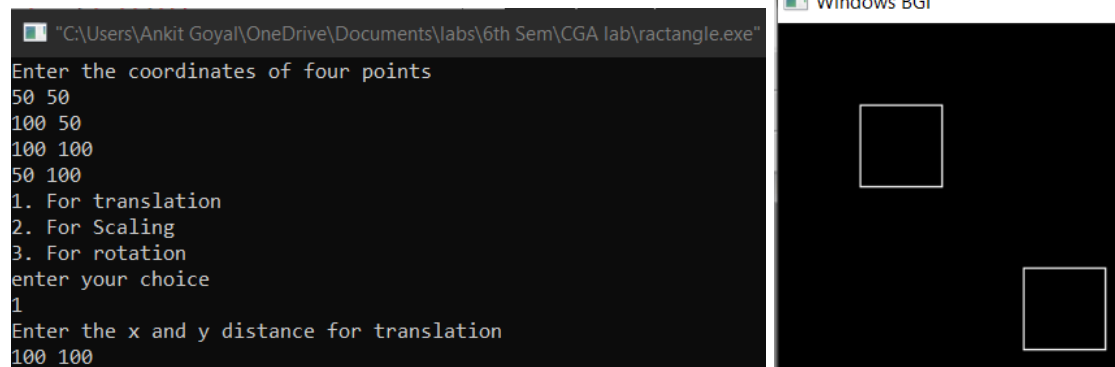 "C:\Users\Ankit Goyal\OneDrive\Documents\labs\6th Sem\CGA lab\ractangle.exe"
Enter the coordinates of four points
50 50
100 50
100 100
50 100
1. For translation
2. For Scaling
3. For rotation
enter your choice
1
Enter the x and y distance for translation
100 100
Windows BGI